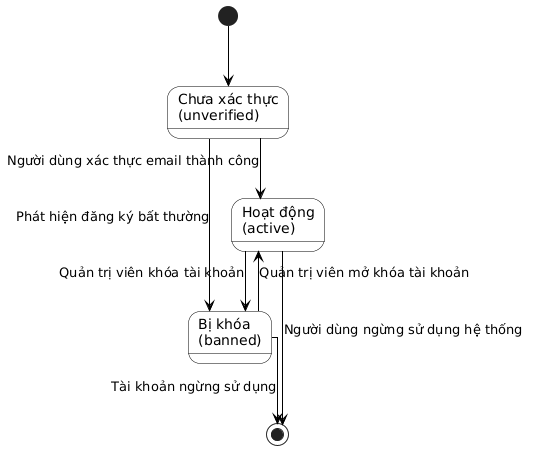 Chưa xác thực
(unverified)
Người dùng xác thực email thành công
Phát hiện đăng ký bất thường
Hoạt động
(active)
Quản trị viên khóa tài khoản
Quản trị viên mở khóa tài khoản
Bị khóa
(banned)
Người dùng ngừng sử dụng hệ thống
Tài khoản ngừng sử dụng